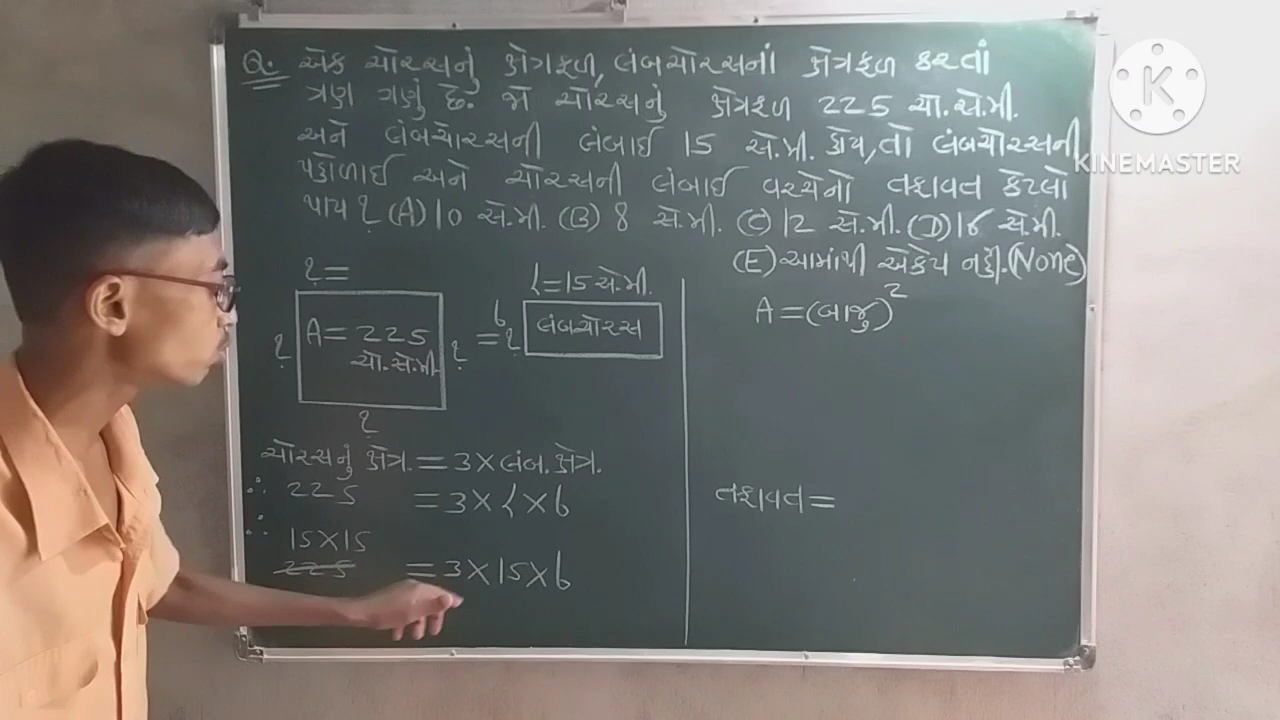 Q. એક ચોરસનું ક્ષેત્રફળ, લંબચોરસનાં ક્ષેત્રફળ કરતાં
ત્રણ ગણું છે. જો ચોરસનું ક્ષેત્રફળ 225 ચો.સે.મી.
અને લંબચોરસની લંબાઈ 15 સે.મી. હોય, તો લંબચોરસની
પહોળાઈ અને ચોરસની લંબાઈ વચ્ચેનો તફાવત કેટલો
થાય ? (A) 10 સે.મી. (B) 8 સે.મી. (C) 12 સે.મી. (D) 16 સે.મી.
(E) આમાંથી એકેય નહીં. (None)
? =
l = 15 સે.મી.
A = (બાજુ)²
? A = 225 ? = b ? લંબચોરસ
ચો.સે.મી.
?
ચોરસનું ક્ષેત્ર. = 3 × લંબ. ક્ષેત્ર.
∴ 225 = 3 × l × b
તફાવત =
∴ 15 × 15
225 = 3 × 15 × b
K
KINEMASTER